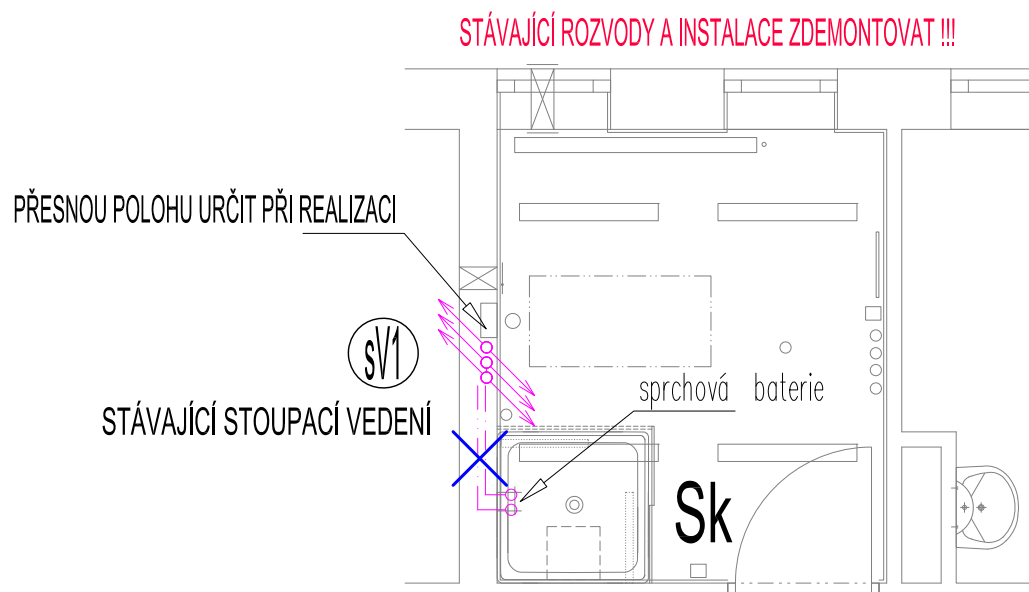 STÁVAJÍCÍ ROZVODY A INSTALACE ZDEMONTOVAT !!!
PŘESNOU POLOHU URČIT PŘI REALIZACI
sV1
STÁVAJÍCÍ STOUPACÍ VEDENÍ
sprchová baterie
Sk